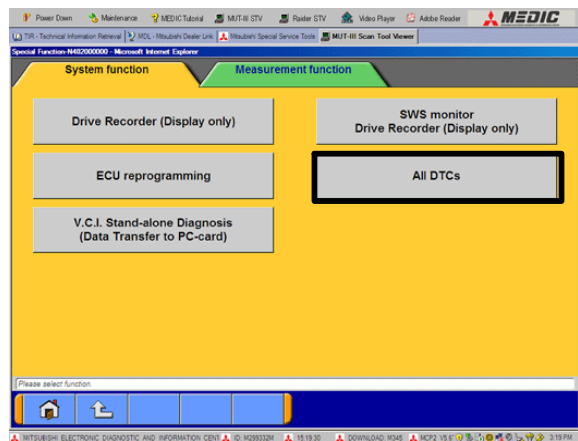 Power Down Maintenance MEDIC Tutorial MUT-III STV Raider STV Video Player Adobe Reader MEDIC
TIR - Technical Information Retrieval MDL - Mitsubishi Dealer Link Mitsubishi Special Service Tools MUT-III Scan Tool Viewer
Special Function-N402000000 - Microsoft Internet Explorer
System function Measurement function
Drive Recorder (Display only)
SWS monitor
Drive Recorder (Display only)
ECU reprogramming
All DTCs
V.C.I. Stand-alone Diagnosis
(Data Transfer to PC-card)
Please select function.
MITSUBISHI ELECTRONIC DIAGNOSTIC AND INFORMATION CENT ID M289332M 15:19:30 DOWNLOAD: M345 3:19 PM